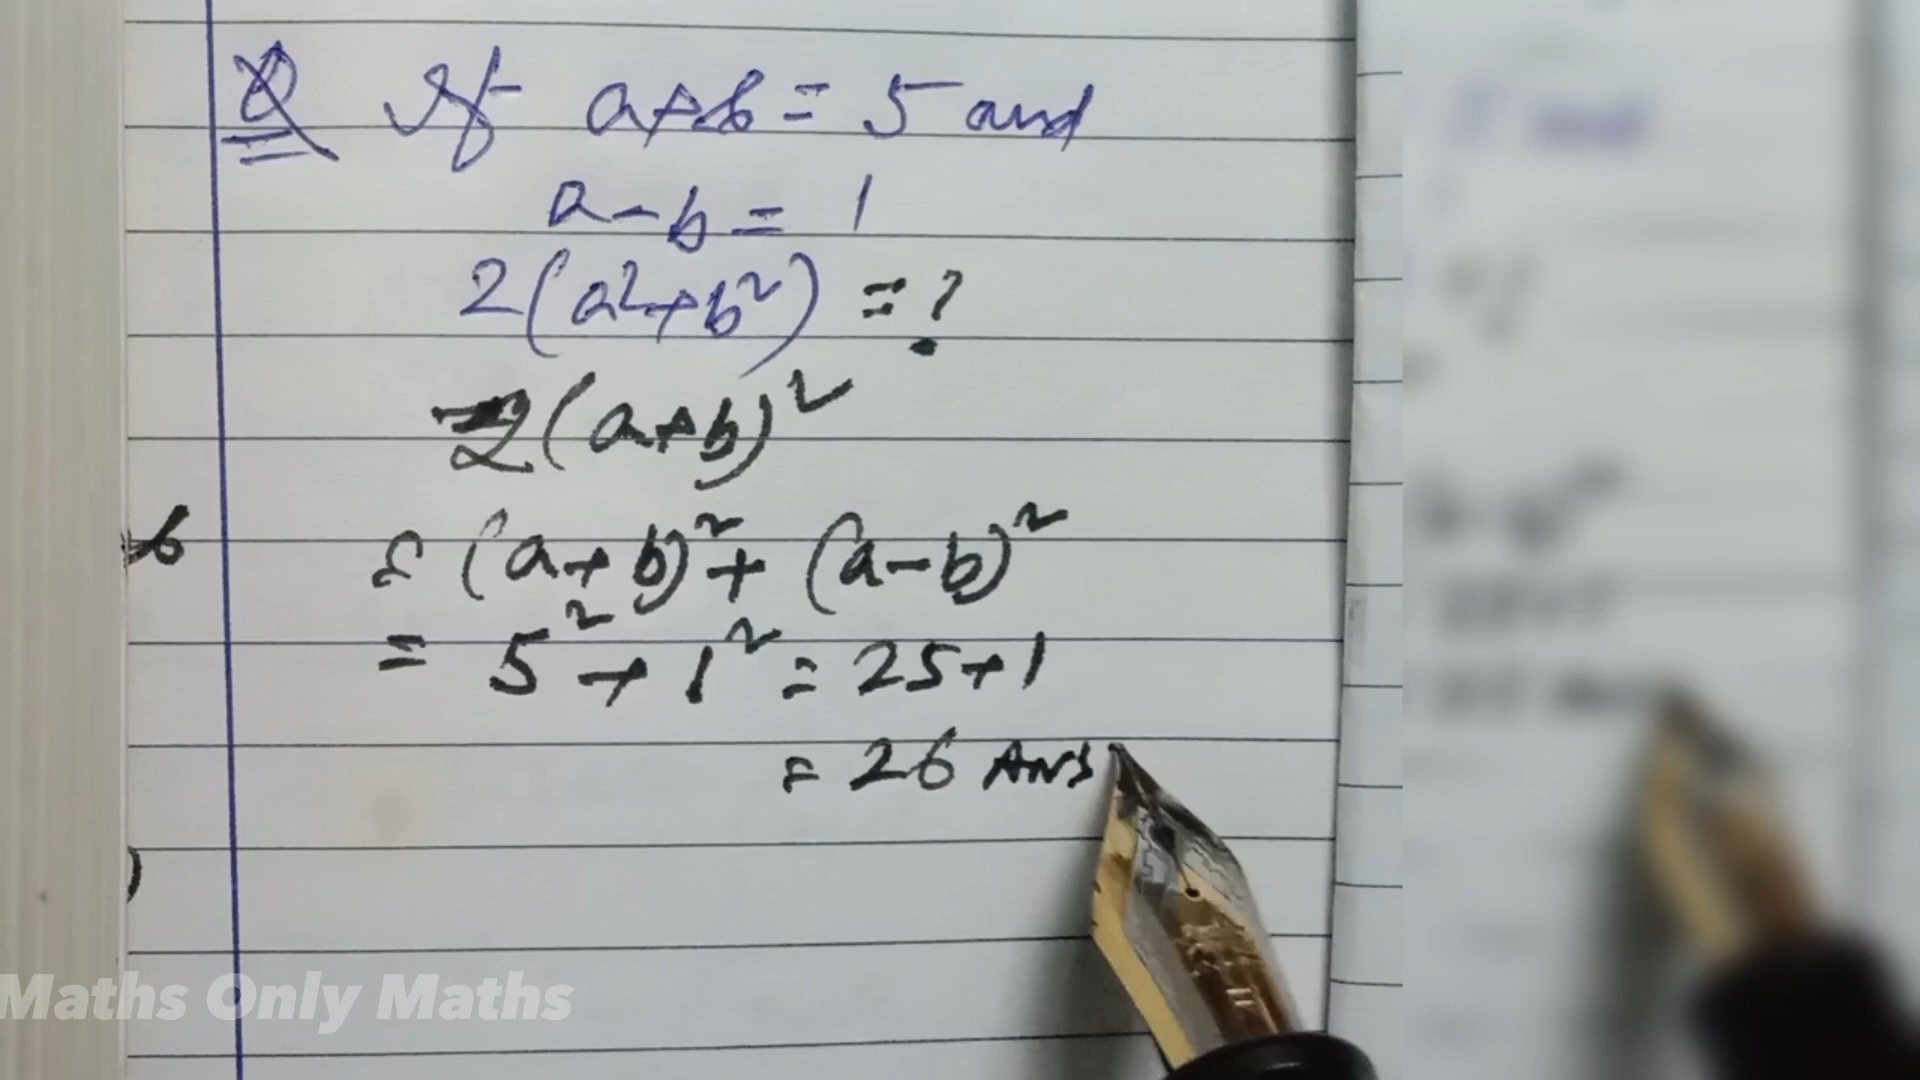 Q If a+b = 5 and
a-b = 1
2(a²+b²) = ?
2(a+b)²
= (a+b)² + (a-b)²
= 5² + 1² = 25+1
= 26 Ans
Maths Only Maths